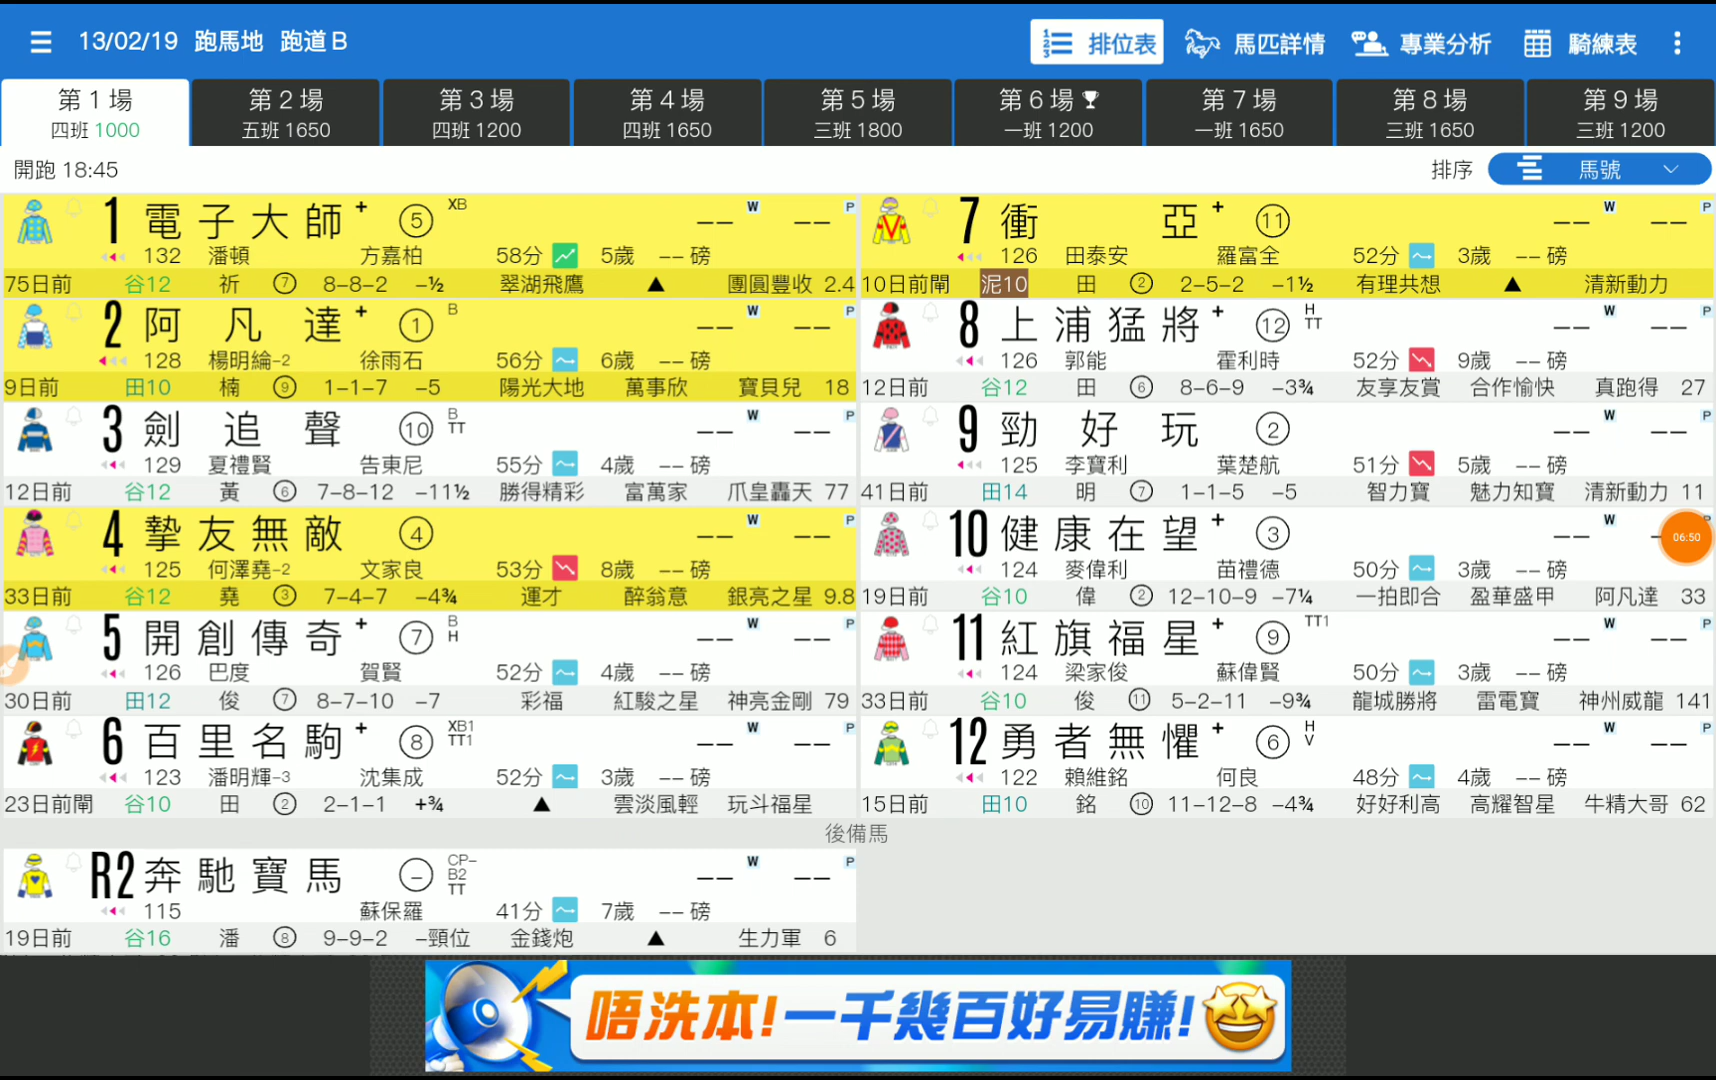 13/02/19 跑馬地 跑道 B
排位表 馬匹詳情 專業分析 騎練表
第 1 場 第 2 場 第 3 場 第 4 場 第 5 場 第 6 場 第 7 場 第 8 場 第 9 場
四班 1000 五班 1650 四班 1200 四班 1650 三班 1800 一班 1200 一班 1650 三班 1650 三班 1200
開跑 18:45 排序 馬號
1 電子大師 + 5 XB -- W -- P
132 潘頓 方嘉柏 58分 5歲 -- 磅
75日前 谷12 祈 7 8-8-2 -½ 翠湖飛鷹 ▲ 團圓豐收 2.4
2 阿凡達 + 1 B -- W -- P
128 楊明綸-2 徐雨石 56分 6歲 -- 磅
9日前 田10 楠 9 1-1-7 -5 陽光大地 萬事欣 寶貝兒 18
3 劍追聲 10 B TT -- W -- P
129 夏禮賢 告東尼 55分 4歲 -- 磅
12日前 谷12 黃 6 7-8-12 -11½ 勝得精彩 富萬家 爪皇轟天 77
4 摯友無敵 4 -- W -- P
125 何澤堯-2 文家良 53分 8歲 -- 磅
33日前 谷12 堯 3 7-4-7 -4¾ 運才 醉翁意 銀亮之星 9.8
5 開創傳奇 + 7 B H -- W -- P
126 巴度 賀賢 52分 4歲 -- 磅
30日前 田12 俊 7 8-7-10 -7 彩福 紅駿之星 神亮金剛 79
6 百里名駒 + 8 XB1 TT1 -- W -- P
123 潘明輝-3 沈集成 52分 3歲 -- 磅
23日前閘 谷10 田 2 2-1-1 +¾ ▲ 雲淡風輕 玩斗福星
7 衝亞 + 11 -- W -- P
126 田泰安 羅富全 52分 3歲 -- 磅
10日前閘 泥10 田 2 2-5-2 -1½ 有理共想 ▲ 清新動力
8 上浦猛將 + 12 H TT -- W -- P
126 郭能 霍利時 52分 9歲 -- 磅
12日前 谷12 田 6 8-6-9 -3¾ 友享友賞 合作愉快 真跑得 27
9 勁好玩 2 -- W -- P
125 李寶利 葉楚航 51分 5歲 -- 磅
41日前 田14 明 7 1-1-5 -5 智力寶 魅力知寶 清新動力 11
10 健康在望 + 3 -- W
06:50
124 麥偉利 苗禮德 50分 3歲 -- 磅
19日前 谷10 偉 2 12-10-9 -7¼ 一拍即合 盈華盛甲 阿凡達 33
11 紅旗福星 + 9 TT1 -- W -- P
124 梁家俊 蘇偉賢 50分 3歲 -- 磅
33日前 谷10 俊 11 5-2-11 -9¾ 龍城勝將 雷電寶 神州威龍 141
12 勇者無懼 + 6 H V -- W -- P
122 賴維銘 何良 48分 4歲 -- 磅
15日前 田10 銘 10 11-12-8 -4¾ 好好利高 高耀智星 牛精大哥 62
後備馬
R2 奔馳寶馬 - CP- B2 TT -- W -- P
115 蘇保羅 41分 7歲 -- 磅
19日前 谷16 潘 8 9-9-2 -頸位 金錢炮 ▲ 生力軍 6
唔洗本!一千幾百好易賺!